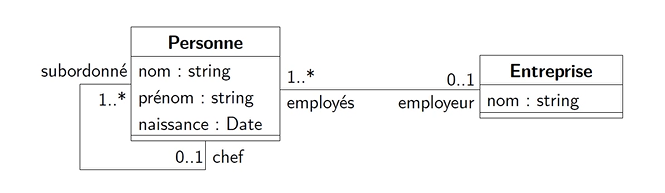 Personne
subordonné
nom : string
1..*
prénom : string
naissance : Date
0..1 chef
1..*
employés
0..1
employeur
Entreprise
nom : string